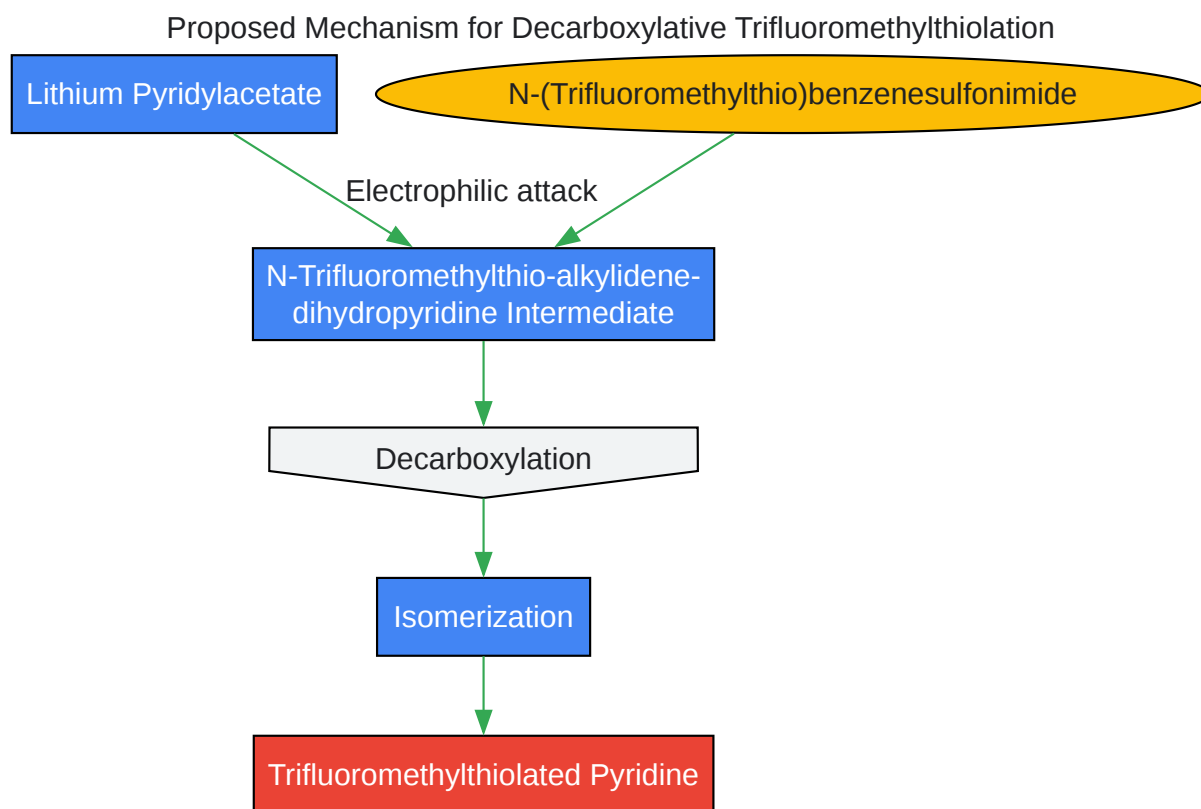 Proposed Mechanism for Decarboxylative Trifluoromethylthiolation
Lithium Pyridylacetate
N-(Trifluoromethylthio)benzenesulfonimide
Electrophilic attack
N-Trifluoromethylthio-alkylidene-
dihydropyridine Intermediate
Decarboxylation
Isomerization
Trifluoromethylthiolated Pyridine